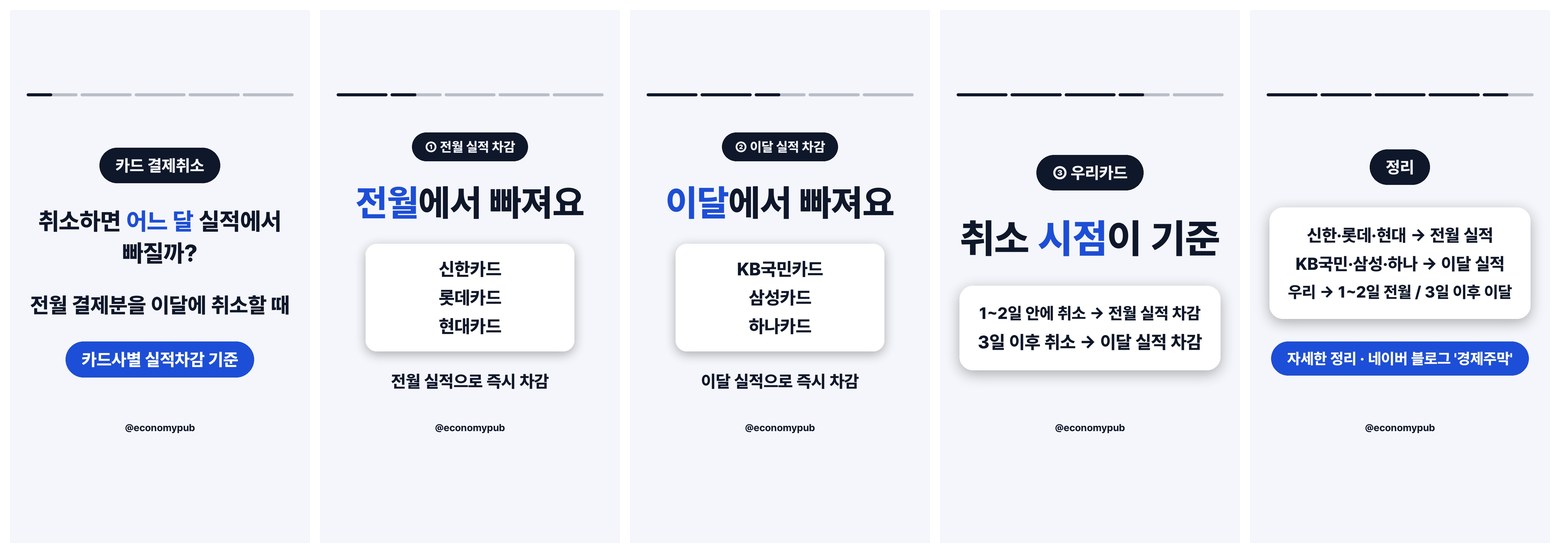 카드 결제취소
취소하면 어느 달 실적에서
빠질까?
전월 결제분을 이달에 취소할 때
카드사별 실적차감 기준
@economypub
① 전월 실적 차감
전월에서 빠져요
신한카드
롯데카드
현대카드
전월 실적으로 즉시 차감
@economypub
② 이달 실적 차감
이달에서 빠져요
KB국민카드
삼성카드
하나카드
이달 실적으로 즉시 차감
@economypub
③ 우리카드
취소 시점이 기준
1~2일 안에 취소 → 전월 실적 차감
3일 이후 취소 → 이달 실적 차감
@economypub
정리
신한·롯데·현대 → 전월 실적
KB국민·삼성·하나 → 이달 실적
우리 → 1~2일 전월 / 3일 이후 이달
자세한 정리 · 네이버 블로그 '경제주막'
@economypub